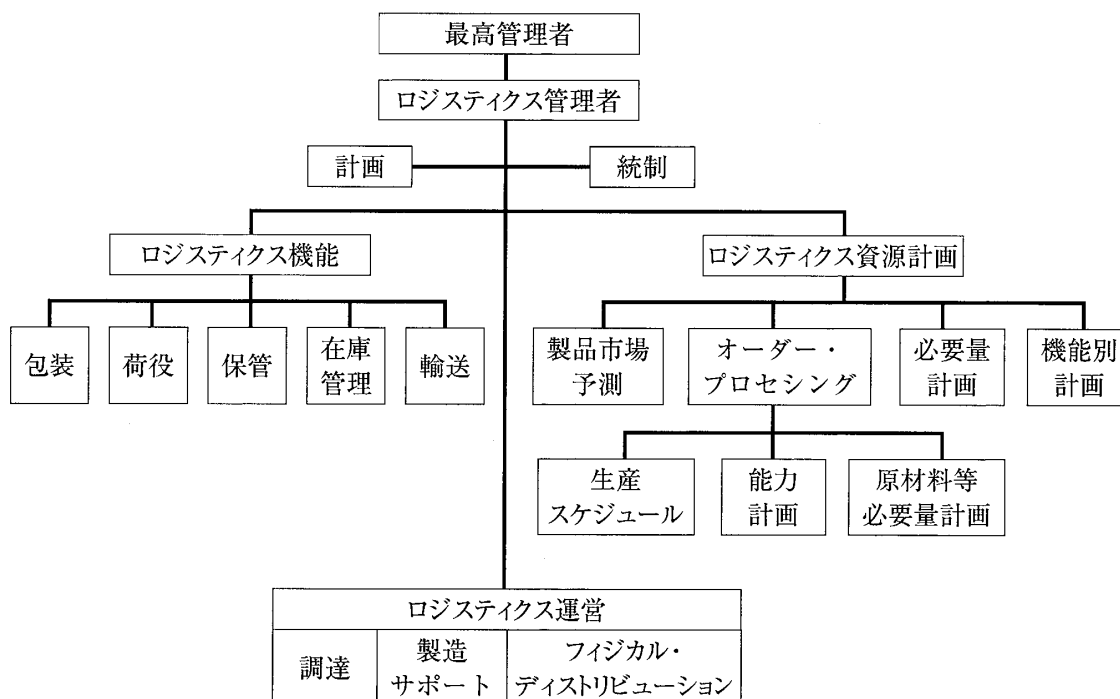 最高管理者
ロジスティクス管理者
計画
統制
ロジスティクス機能
ロジスティクス資源計画
包装
荷役
保管
在庫
管理
輸送
製品市場
予測
オーダー・
プロセシング
必要量
計画
機能別
計画
生産
スケジュール
能力
計画
原材料等
必要量計画
ロジスティクス運営
調達
製造
サポート
フィジカル・
ディストリビューション